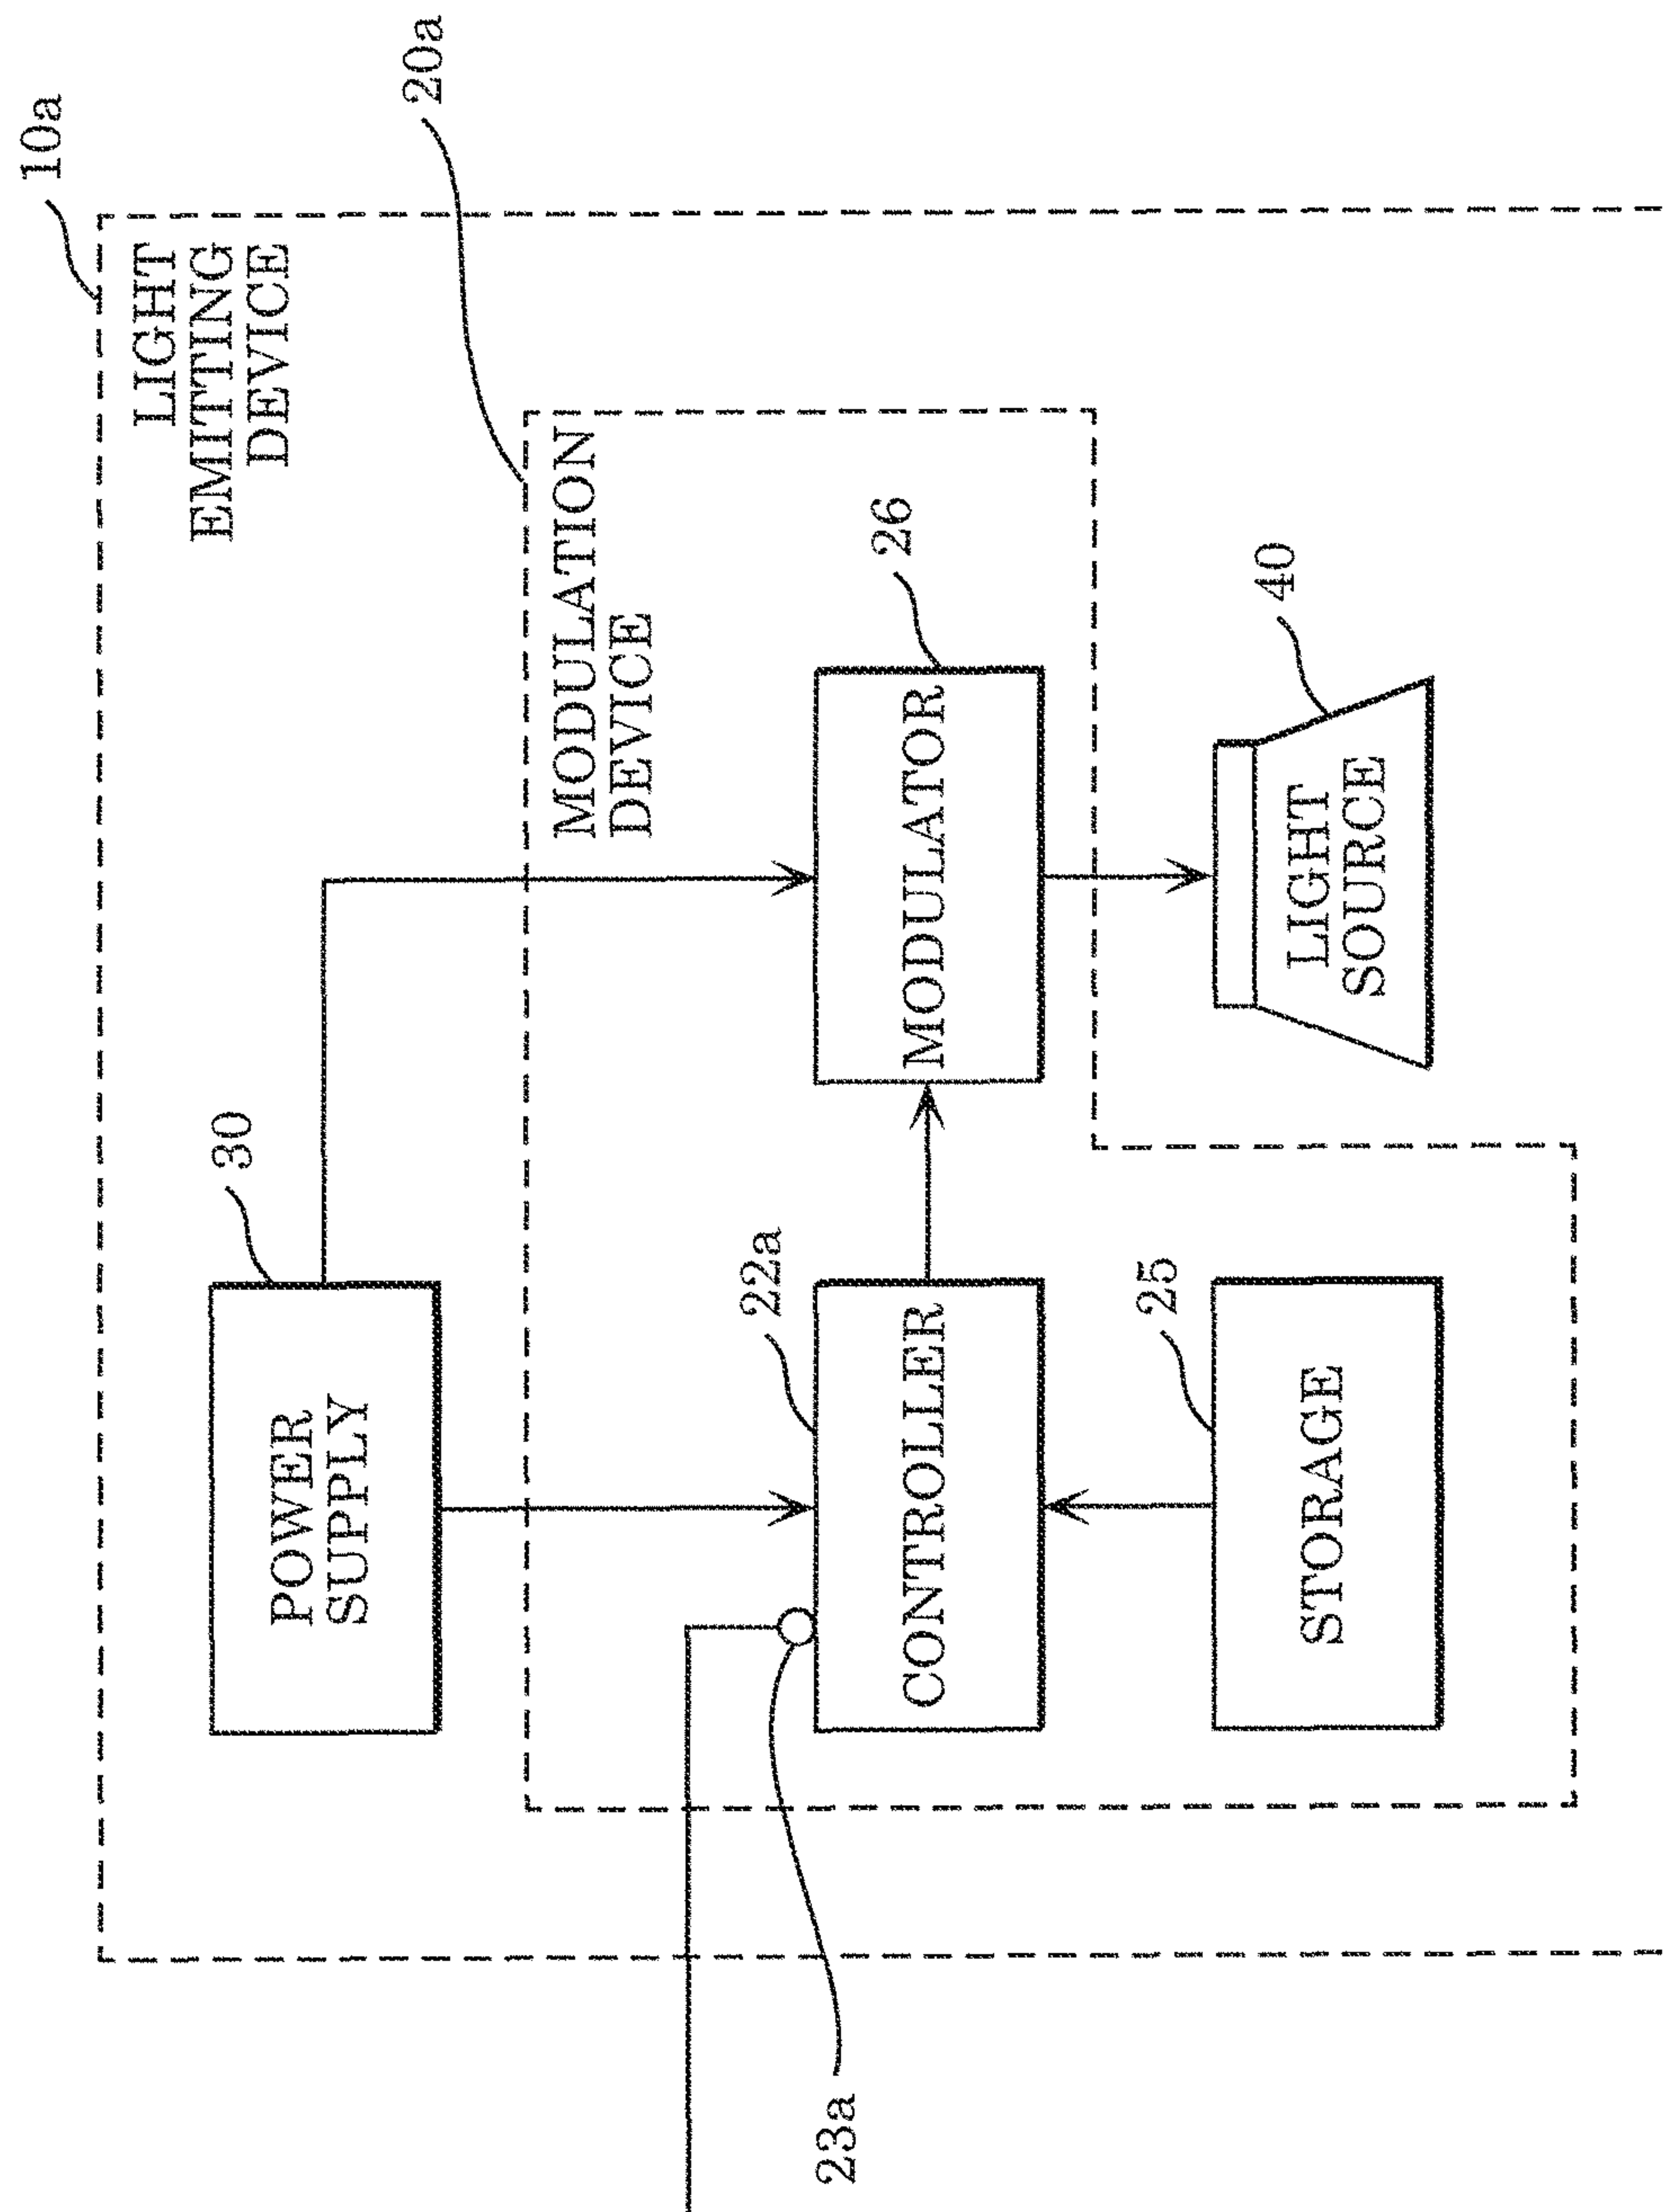 10a
LIGHT
EMITTING
DEVICE
20a
MODULATION
DEVICE
30
POWER
SUPPLY
22a
CONTROLLER
26
MODULATOR
23a
25
STORAGE
40
LIGHT
SOURCE